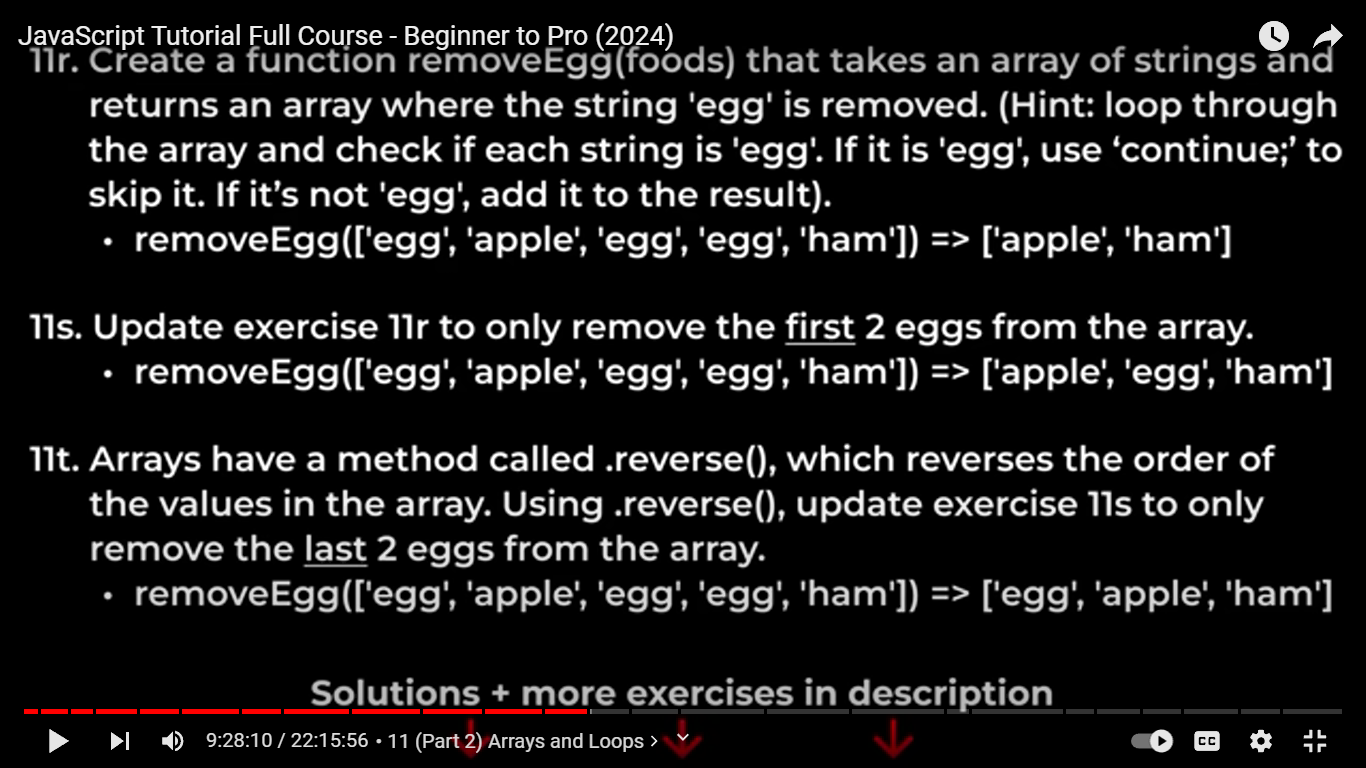 JavaScript Tutorial Full Course - Beginner to Pro (2024)
11r. Create a function removeEgg(foods) that takes an array of strings and
returns an array where the string 'egg' is removed. (Hint: loop through
the array and check if each string is 'egg'. If it is 'egg', use ‘continue;’ to
skip it. If it’s not 'egg', add it to the result).
• removeEgg(['egg', 'apple', 'egg', 'egg', 'ham']) => ['apple', 'ham']
11s. Update exercise 11r to only remove the first 2 eggs from the array.
• removeEgg(['egg', 'apple', 'egg', 'egg', 'ham']) => ['apple', 'egg', 'ham']
11t. Arrays have a method called .reverse(), which reverses the order of
the values in the array. Using .reverse(), update exercise 11s to only
remove the last 2 eggs from the array.
• removeEgg(['egg', 'apple', 'egg', 'egg', 'ham']) => ['egg', 'apple', 'ham']
Solutions + more exercises in description
9:28:10 / 22:15:56 • 11 (Part 2) Arrays and Loops >
CC